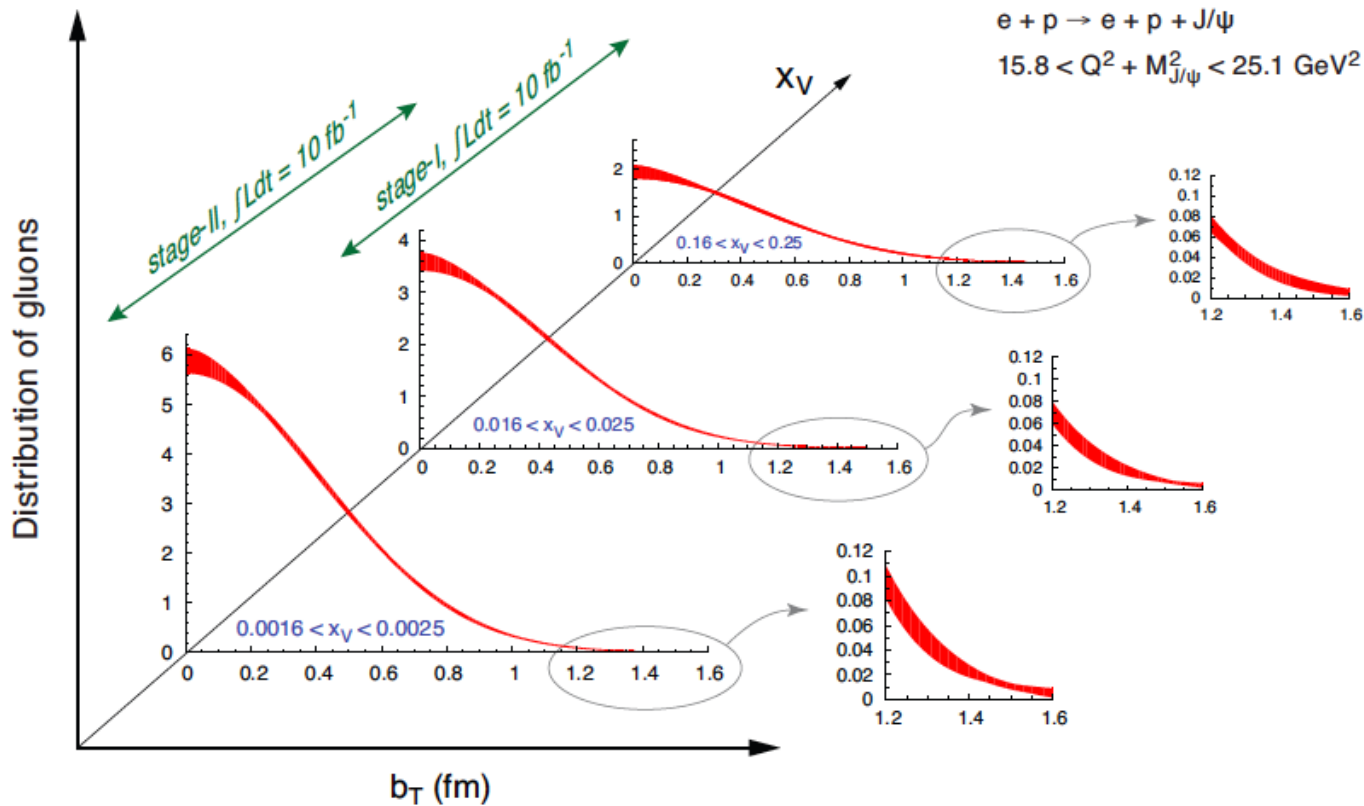 e + p → e + p + J/ψ
15.8 < Q² + M²J/ψ < 25.1 GeV²
stage-II, ∫Ldt = 10 fb⁻¹
stage-I, ∫Ldt = 10 fb⁻¹
xV
Distribution of gluons
bT (fm)
2
1
0
0.16 < xV < 0.25
0 0.2 0.4 0.6 0.8 1 1.2 1.4 1.6
0.12
0.1
0.08
0.06
0.04
0.02
0
1.2 1.4 1.6
4
3
2
1
0
0.016 < xV < 0.025
0 0.2 0.4 0.6 0.8 1 1.2 1.4 1.6
0.12
0.1
0.08
0.06
0.04
0.02
0
1.2 1.4 1.6
6
5
4
3
2
1
0
0.0016 < xV < 0.0025
0 0.2 0.4 0.6 0.8 1 1.2 1.4 1.6
0.12
0.1
0.08
0.06
0.04
0.02
0
1.2 1.4 1.6